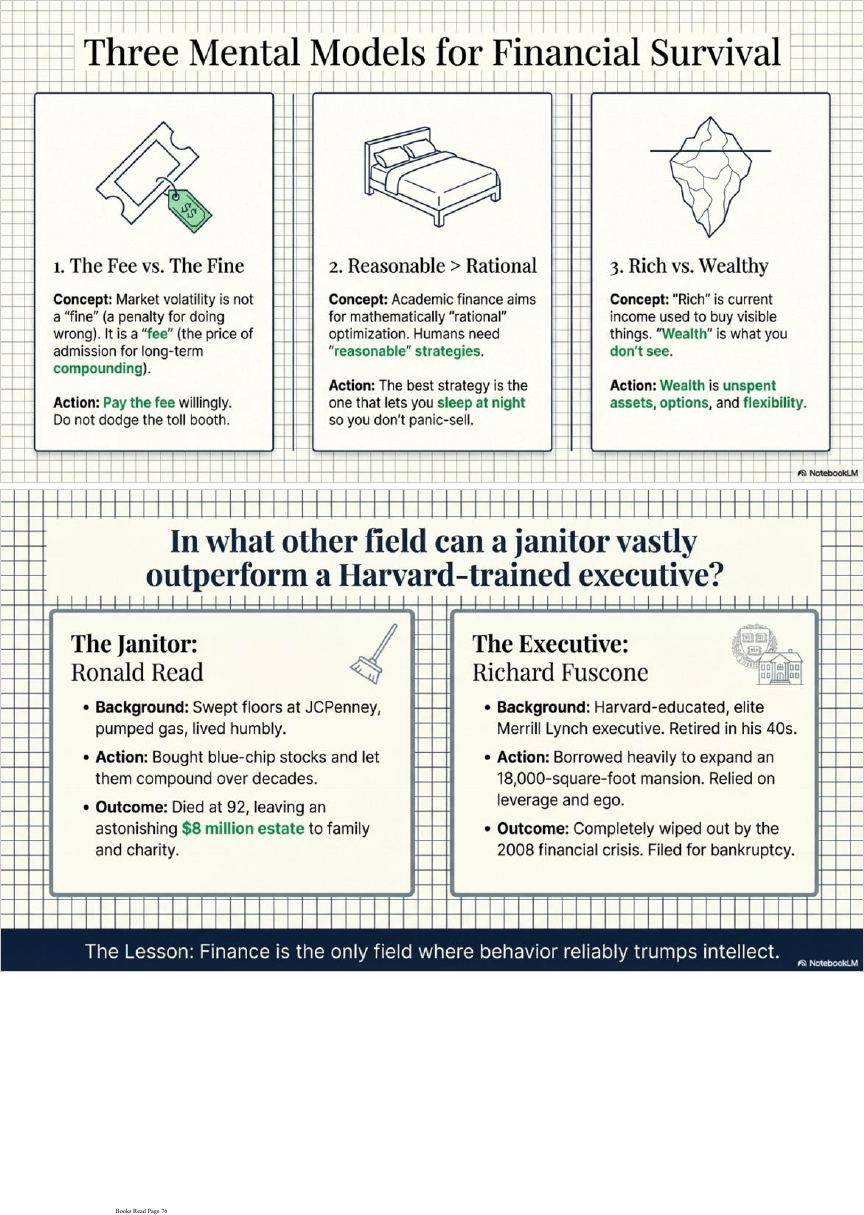 Three Mental Models for Financial Survival
$$
1. The Fee vs. The Fine
Concept: Market volatility is not
a “fine” (a penalty for doing
wrong). It is a “fee” (the price of
admission for long-term
compounding).
Action: Pay the fee willingly.
Do not dodge the toll booth.
2. Reasonable > Rational
Concept: Academic finance aims
for mathematically “rational”
optimization. Humans need
“reasonable” strategies.
Action: The best strategy is the
one that lets you sleep at night
so you don’t panic-sell.
3. Rich vs. Wealthy
Concept: “Rich” is current
income used to buy visible
things. “Wealth” is what you
don’t see.
Action: Wealth is unspent
assets, options, and flexibility.
NotebookLM
In what other field can a janitor vastly
outperform a Harvard-trained executive?
The Janitor:
Ronald Read
• Background: Swept floors at JCPenney,
pumped gas, lived humbly.
• Action: Bought blue-chip stocks and let
them compound over decades.
• Outcome: Died at 92, leaving an
astonishing $8 million estate to family
and charity.
The Executive:
Richard Fuscone
• Background: Harvard-educated, elite
Merrill Lynch executive. Retired in his 40s.
• Action: Borrowed heavily to expand an
18,000-square-foot mansion. Relied on
leverage and ego.
• Outcome: Completely wiped out by the
2008 financial crisis. Filed for bankruptcy.
The Lesson: Finance is the only field where behavior reliably trumps intellect.
NotebookLM
Books Read Page 76